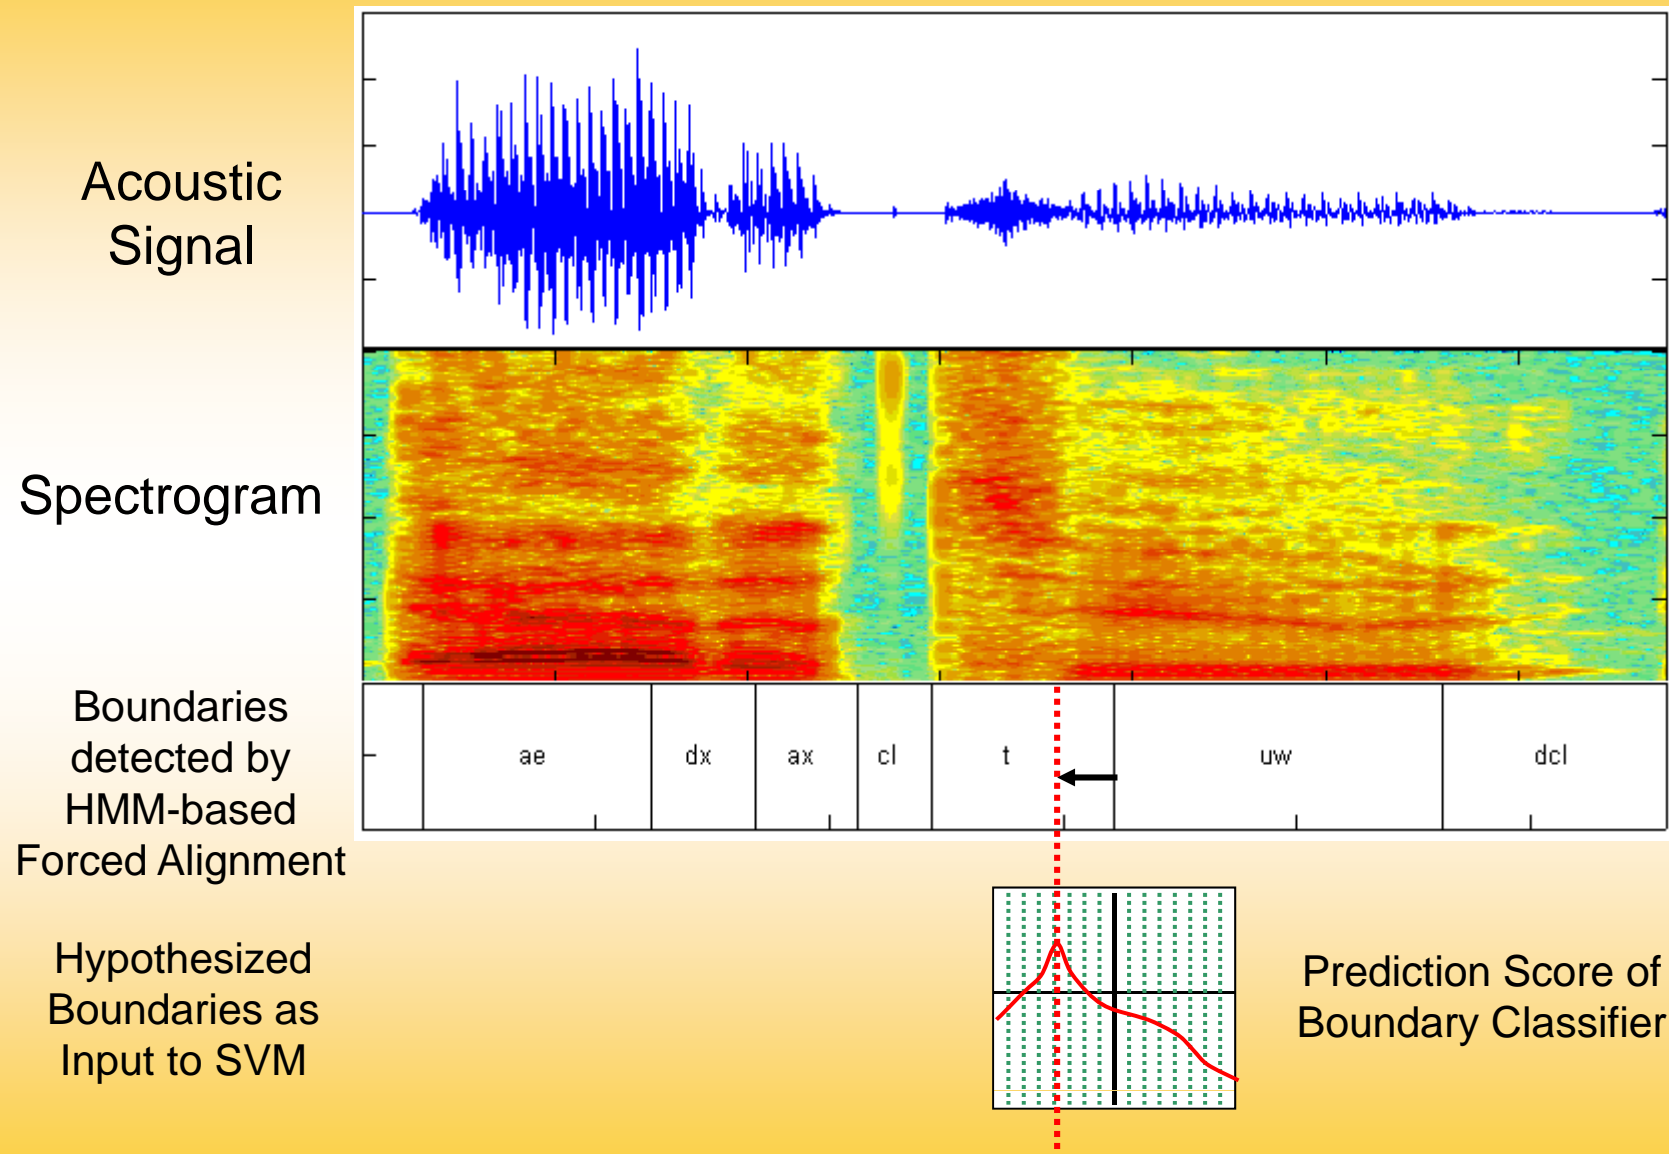 Acoustic
Signal
Spectrogram
Boundaries
detected by
HMM-based
Forced Alignment
ae dx ax cl t uw dcl
Hypothesized
Boundaries as
Input to SVM
Prediction Score of
Boundary Classifier